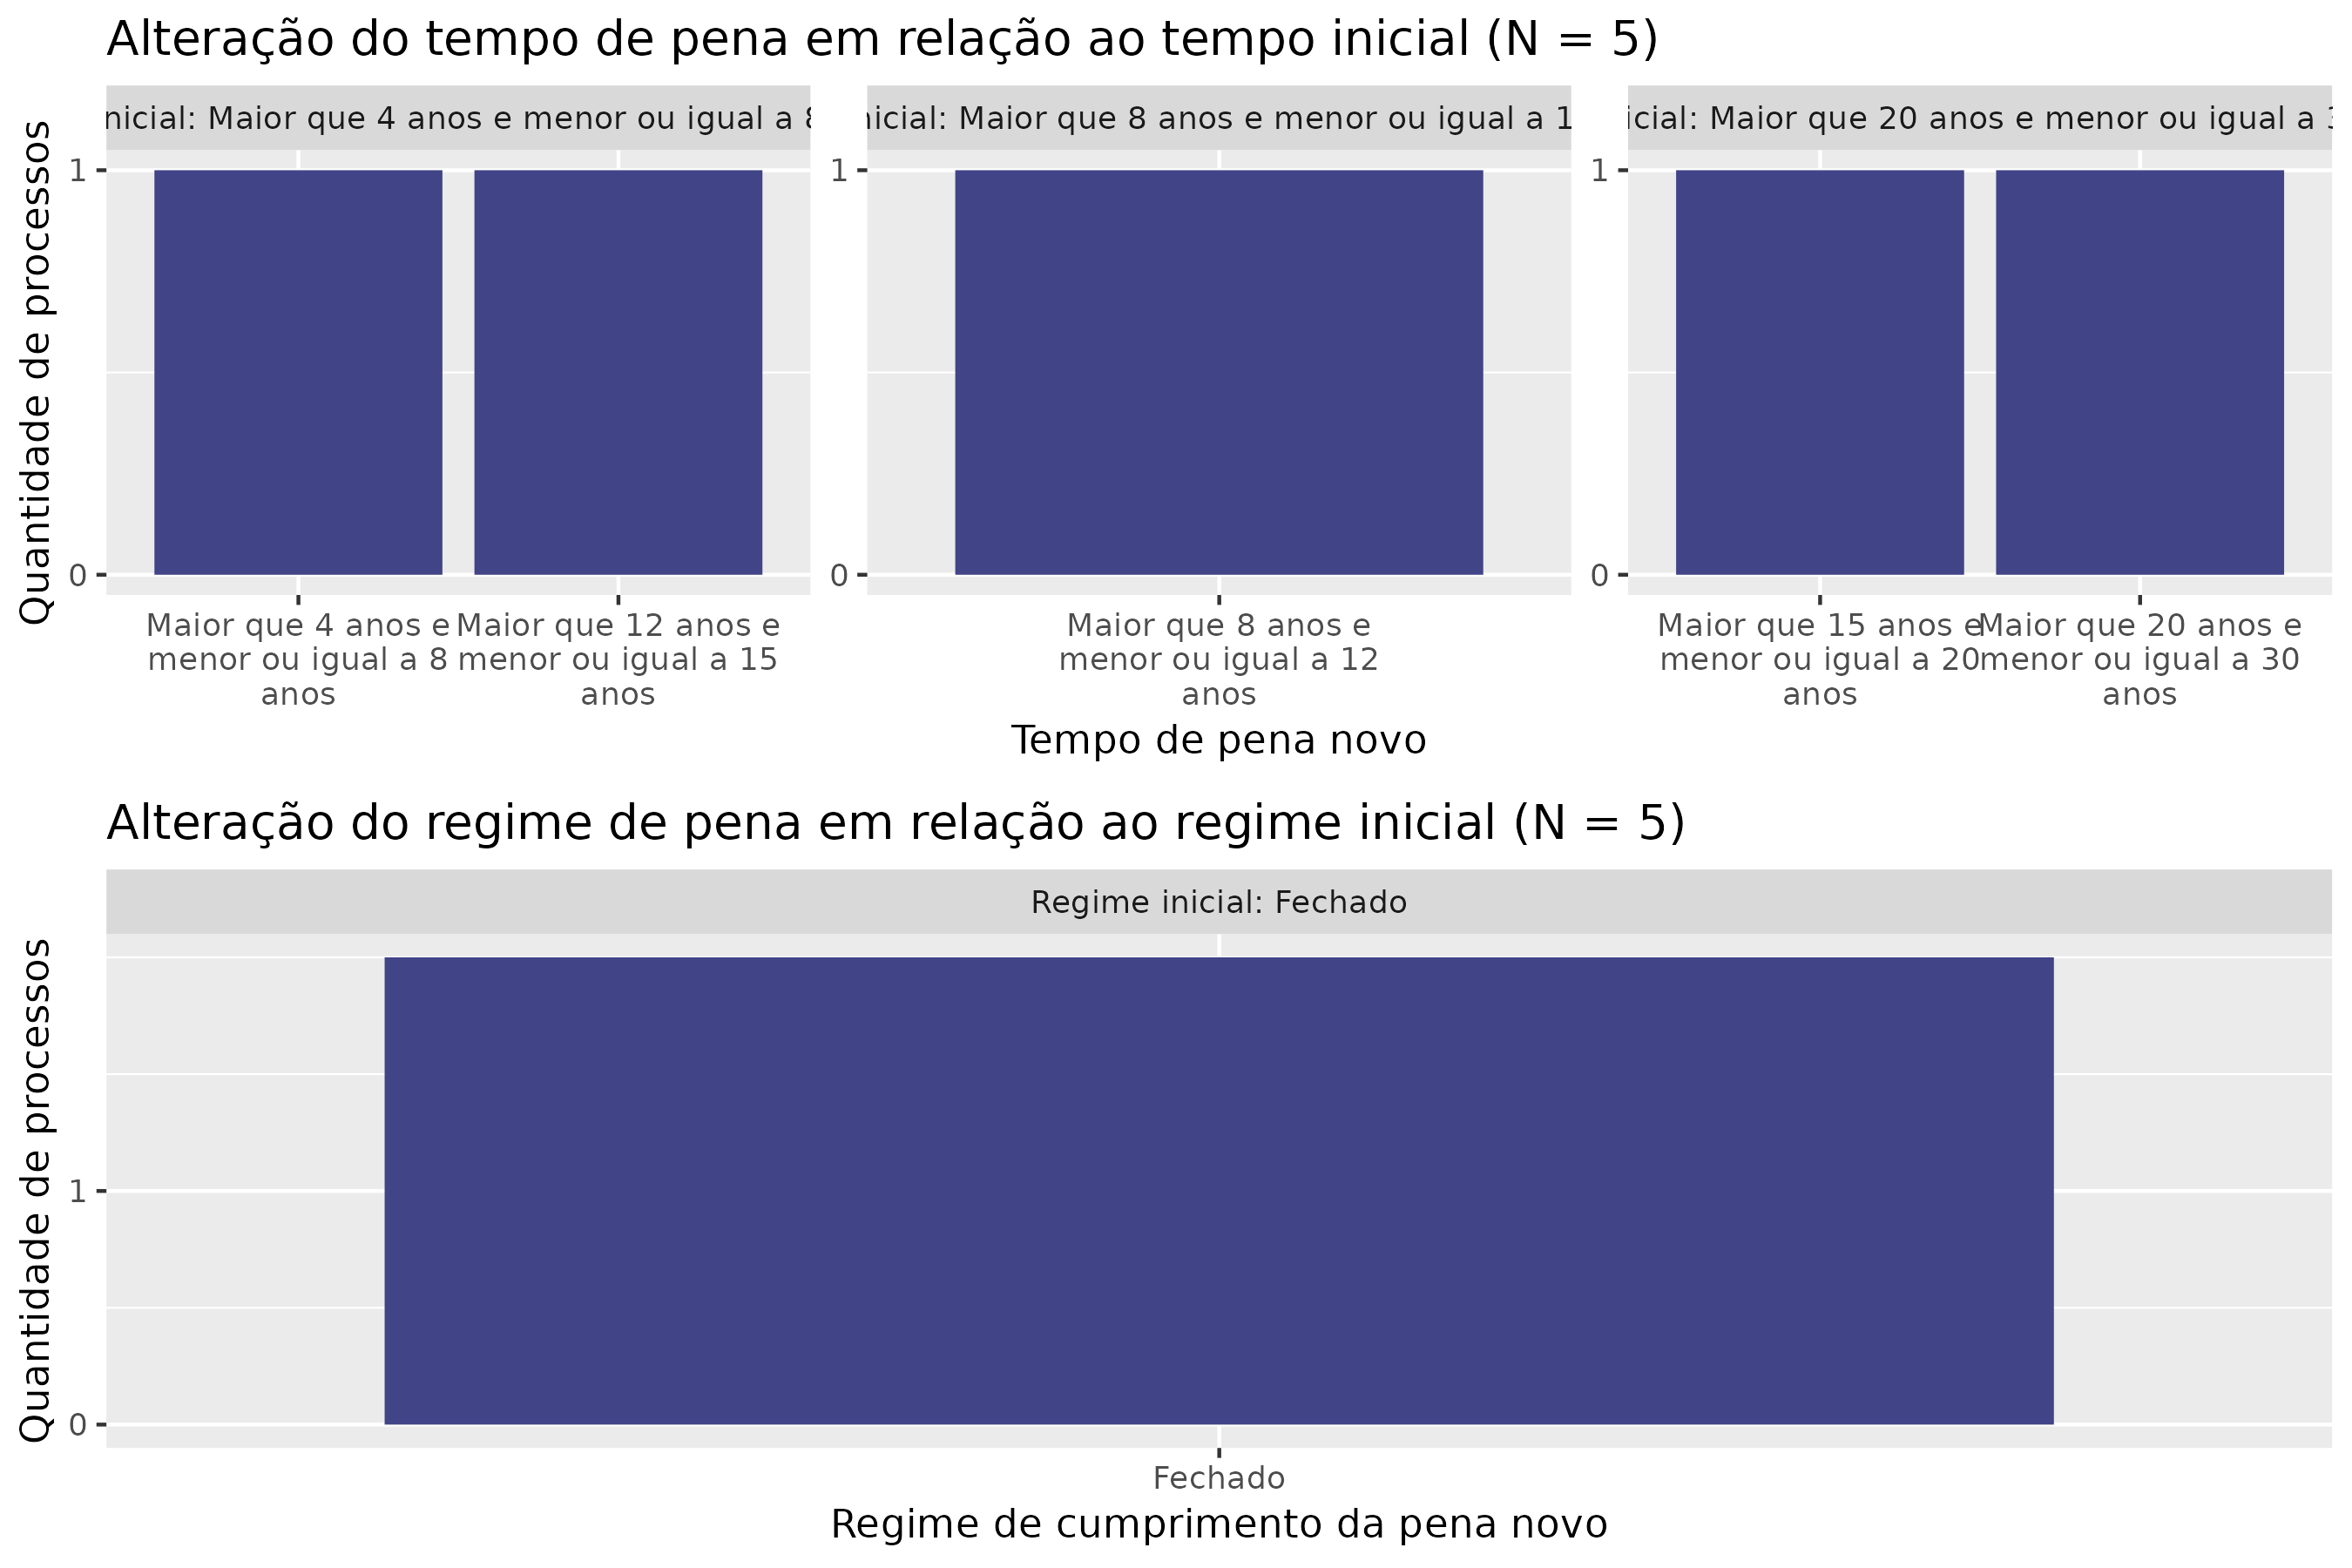 Alteração do tempo de pena em relação ao tempo inicial (N = 5)
nicial: Maior que 4 anos e menor ou igual a 8
nicial: Maior que 8 anos e menor ou igual a 1
icial: Maior que 20 anos e menor ou igual a 3
Quantidade de processos
1
0
1
0
1
0
Maior que 4 anos e
menor ou igual a 8
anos
Maior que 12 anos e
menor ou igual a 15
anos
Maior que 8 anos e
menor ou igual a 12
anos
Maior que 15 anos e
menor ou igual a 20
anos
Maior que 20 anos e
menor ou igual a 30
anos
Tempo de pena novo
Alteração do regime de pena em relação ao regime inicial (N = 5)
Regime inicial: Fechado
Quantidade de processos
1
0
Fechado
Regime de cumprimento da pena novo